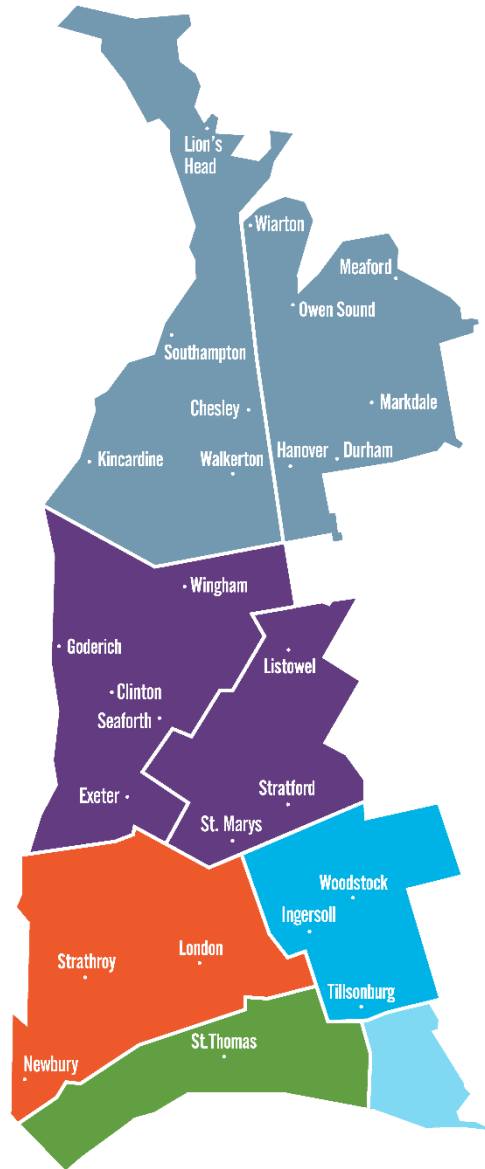 Lion's
Head
Wiarton
Meaford
Owen Sound
Southampton
Markdale
Chesley
Hanover
Durham
Kincardine
Walkerton
Wingham
Goderich
Listowel
Clinton
Seaforth
Exeter
Stratford
St. Marys
Woodstock
Ingersoll
London
Strathroy
Tillsonburg
St.Thomas
Newbury